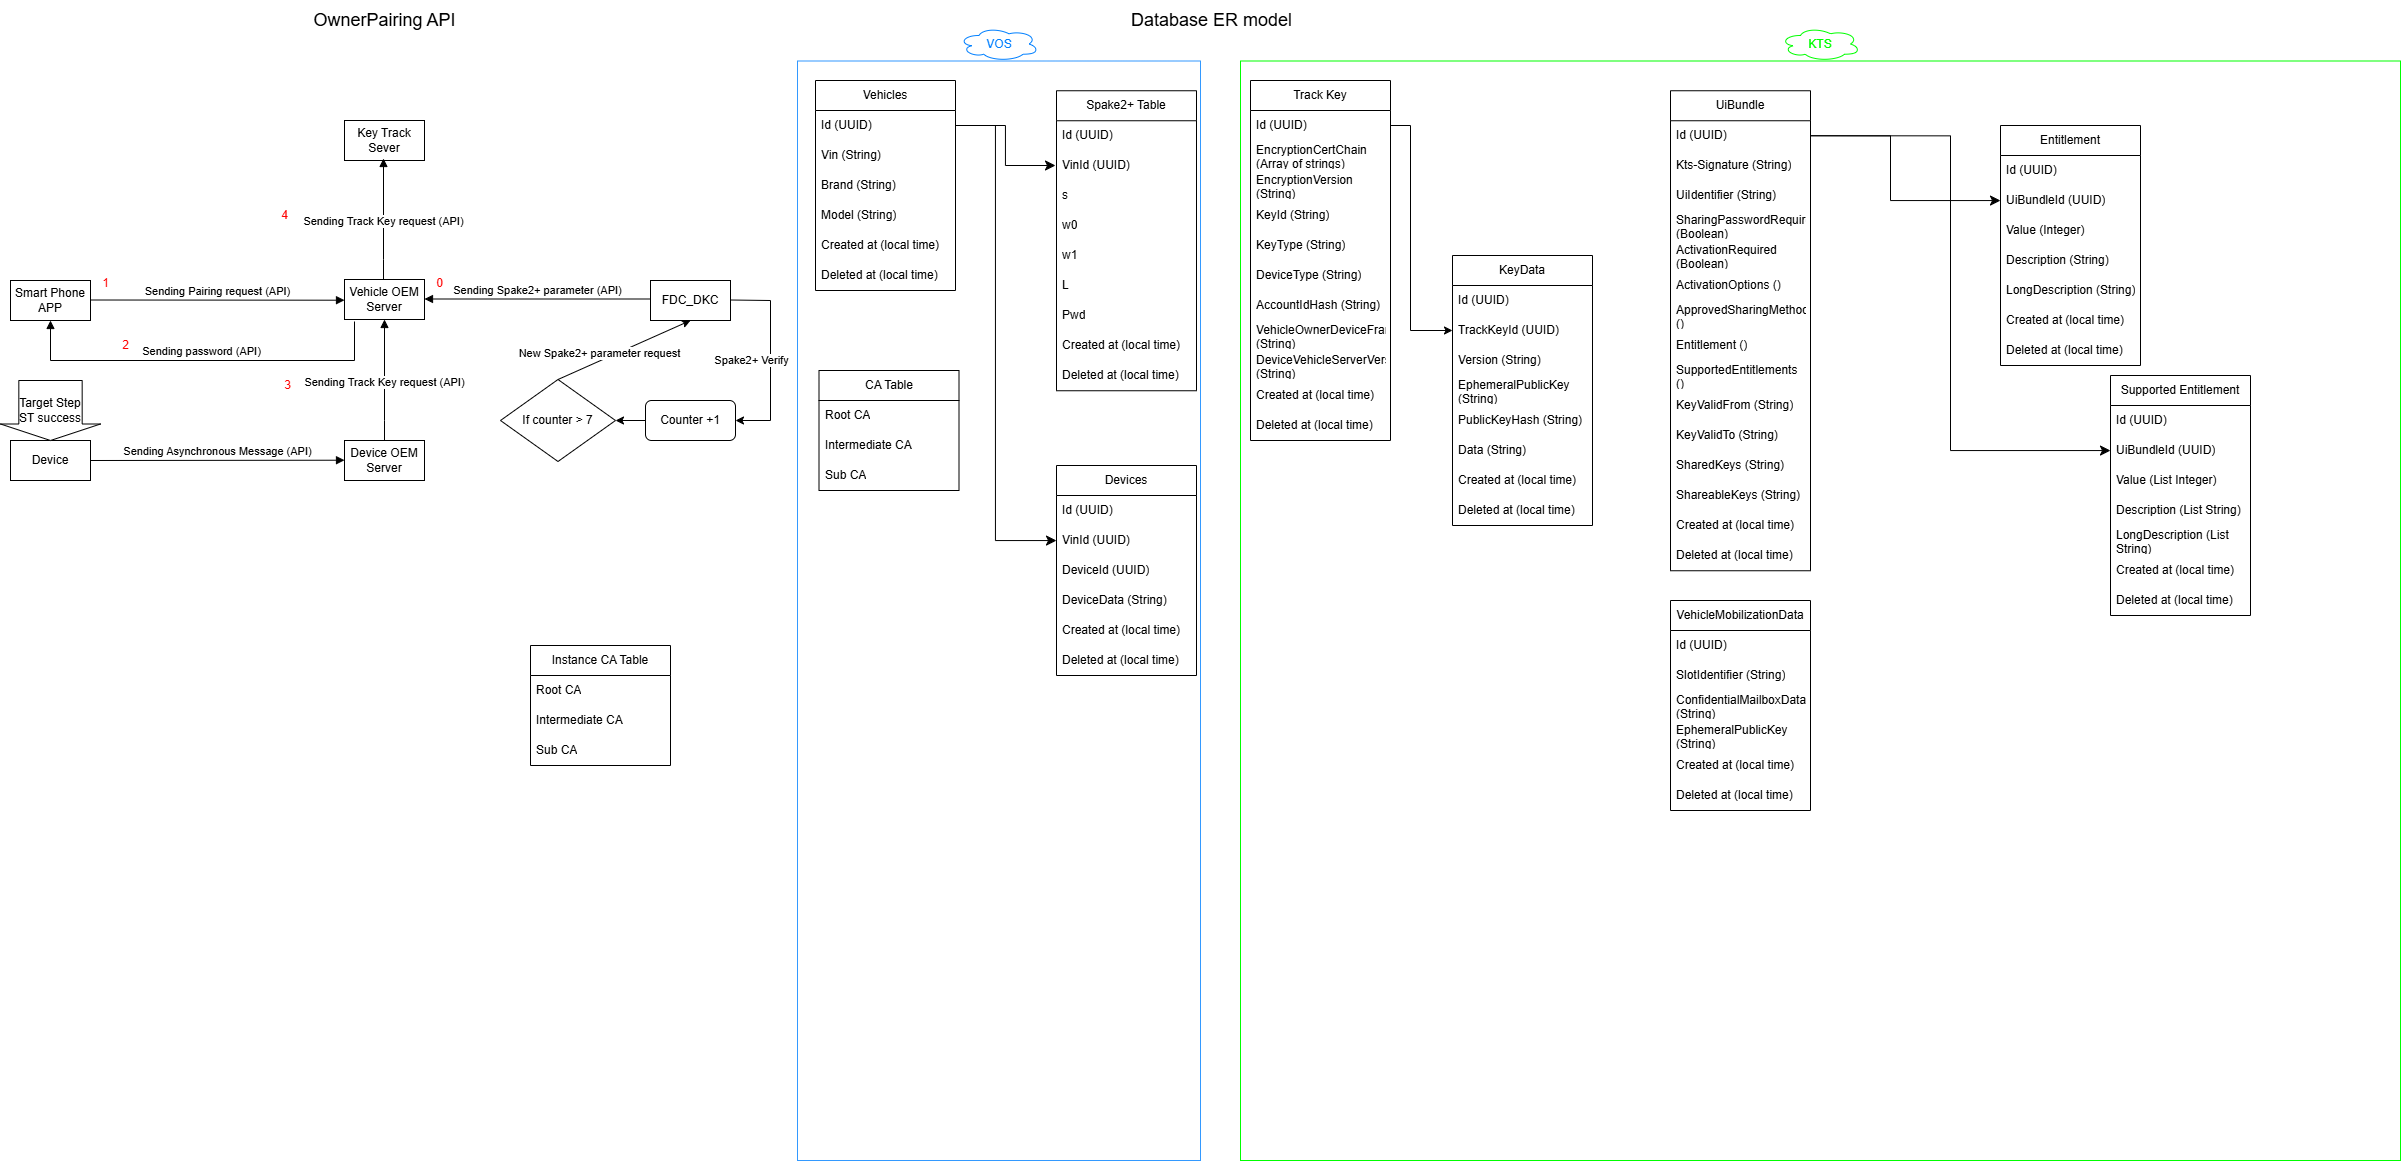 OwnerPairing API
Key Track
Sever
4
Sending Track Key request (API)
Smart Phone
APP
1
Sending Pairing request (API)
Vehicle OEM
Server
0
Sending Spake2+ parameter (API)
FDC_DKC
2
Sending password (API)
New Spake2+ parameter request
Spake2+ Verify
3
Sending Track Key request (API)
Target Step
ST success
If counter > 7
Counter +1
Device
Sending Asynchronous Message (API)
Device OEM
Server
Instance CA Table
Root CA
Intermediate CA
Sub CA
Database ER model
VOS
Vehicles
Id (UUID)
Vin (String)
Brand (String)
Model (String)
Created at (local time)
Deleted at (local time)
CA Table
Root CA
Intermediate CA
Sub CA
Spake2+ Table
Id (UUID)
VinId (UUID)
s
w0
w1
L
Pwd
Created at (local time)
Deleted at (local time)
Devices
Id (UUID)
VinId (UUID)
DeviceId (UUID)
DeviceData (String)
Created at (local time)
Deleted at (local time)
KTS
Track Key
Id (UUID)
EncryptionCertChain
(Array of strings)
EncryptionVersion
(String)
KeyId (String)
KeyType (String)
DeviceType (String)
AccountIdHash (String)
VehicleOwnerDeviceFra
(String)
DeviceVehicleServerVer
(String)
Created at (local time)
Deleted at (local time)
KeyData
Id (UUID)
TrackKeyId (UUID)
Version (String)
EphemeralPublicKey
(String)
PublicKeyHash (String)
Data (String)
Created at (local time)
Deleted at (local time)
UiBundle
Id (UUID)
Kts-Signature (String)
UiIdentifier (String)
SharingPasswordRequir
(Boolean)
ActivationRequired
(Boolean)
ActivationOptions ()
ApprovedSharingMethod
()
Entitlement ()
SupportedEntitlements
()
KeyValidFrom (String)
KeyValidTo (String)
SharedKeys (String)
ShareableKeys (String)
Created at (local time)
Deleted at (local time)
VehicleMobilizationData
Id (UUID)
SlotIdentifier (String)
ConfidentialMailboxData
(String)
EphemeralPublicKey
(String)
Created at (local time)
Deleted at (local time)
Entitlement
Id (UUID)
UiBundleId (UUID)
Value (Integer)
Description (String)
LongDescription (String)
Created at (local time)
Deleted at (local time)
Supported Entitlement
Id (UUID)
UiBundleId (UUID)
Value (List Integer)
Description (List String)
LongDescription (List
String)
Created at (local time)
Deleted at (local time)